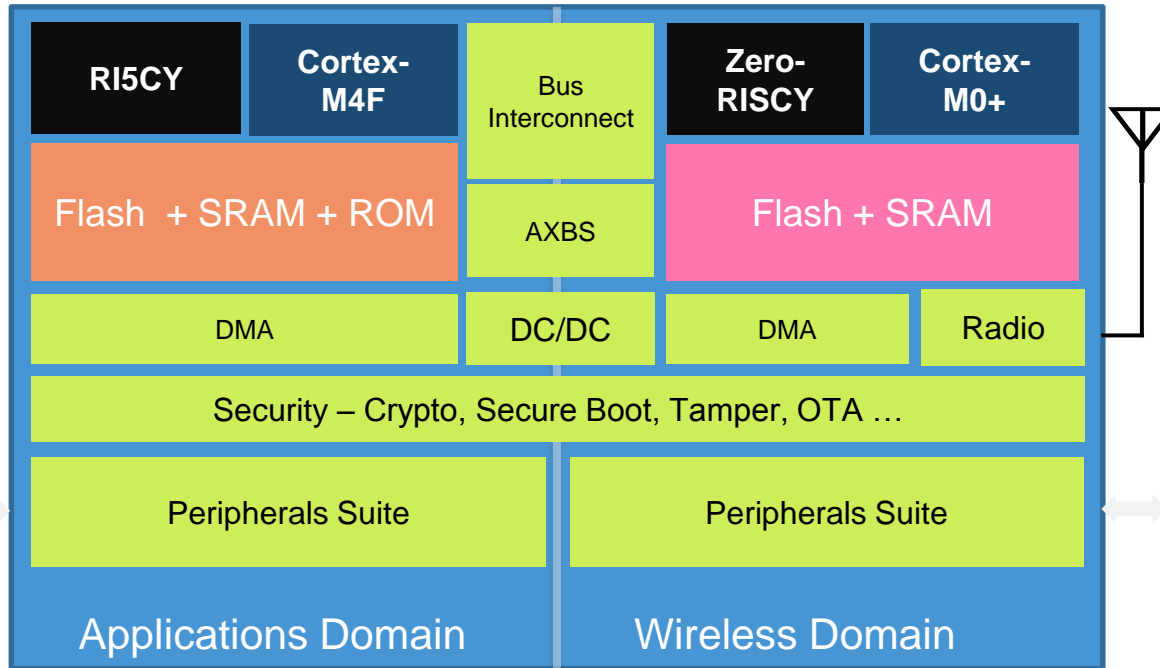 RI5CY
Cortex-
M4F
Bus
Interconnect
Zero-
RISCY
Cortex-
M0+
Flash + SRAM + ROM
AXBS
Flash + SRAM
DMA
DC/DC
DMA
Radio
Security – Crypto, Secure Boot, Tamper, OTA …
Peripherals Suite
Peripherals Suite
Applications Domain
Wireless Domain